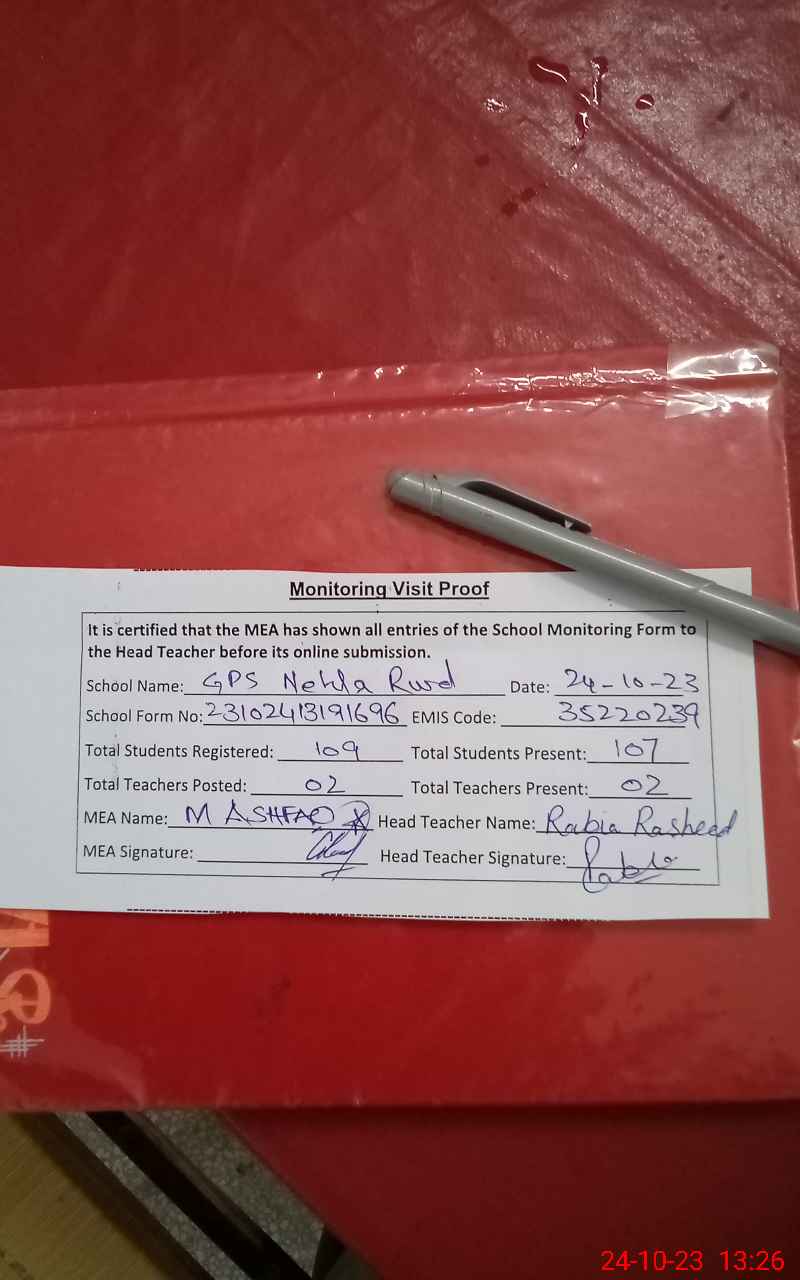 Monitoring Visit Proof
It is certified that the MEA has shown all entries of the School Monitoring Form to
the Head Teacher before its online submission.
School Name: GPS Nehla Rurd Date: 24-10-23
School Form No: 23102413191696 EMIS Code: 35220239
Total Students Registered: 109 Total Students Present: 107
Total Teachers Posted: 02 Total Teachers Present: 02
MEA Name: M ASHFAQ Head Teacher Name: Rabia Rasheed
MEA Signature: Head Teacher Signature: Rabia
24-10-23 13:26